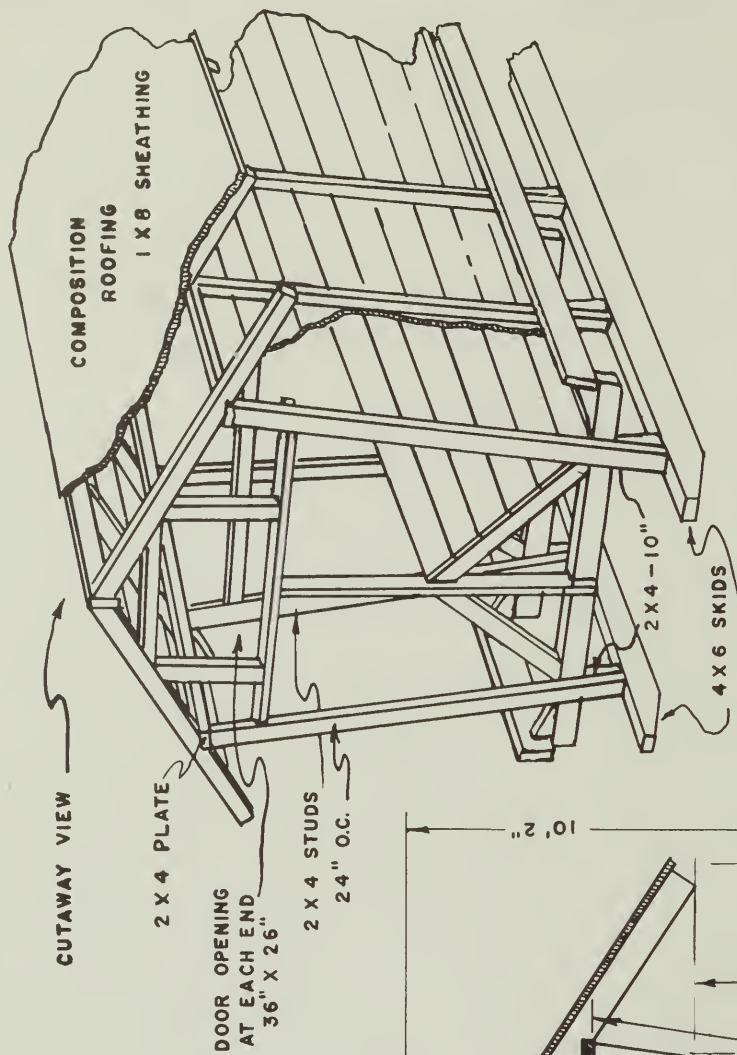 CUTAWAY VIEW
COMPOSITION
ROOFING
1 X 8 SHEATHING
2 X 4 PLATE
DOOR OPENING
AT EACH END
36" X 26"
2 X 4 STUDS
24" O.C.
2 X 4 - 10"
4 X 6 SKIDS
10' 2"